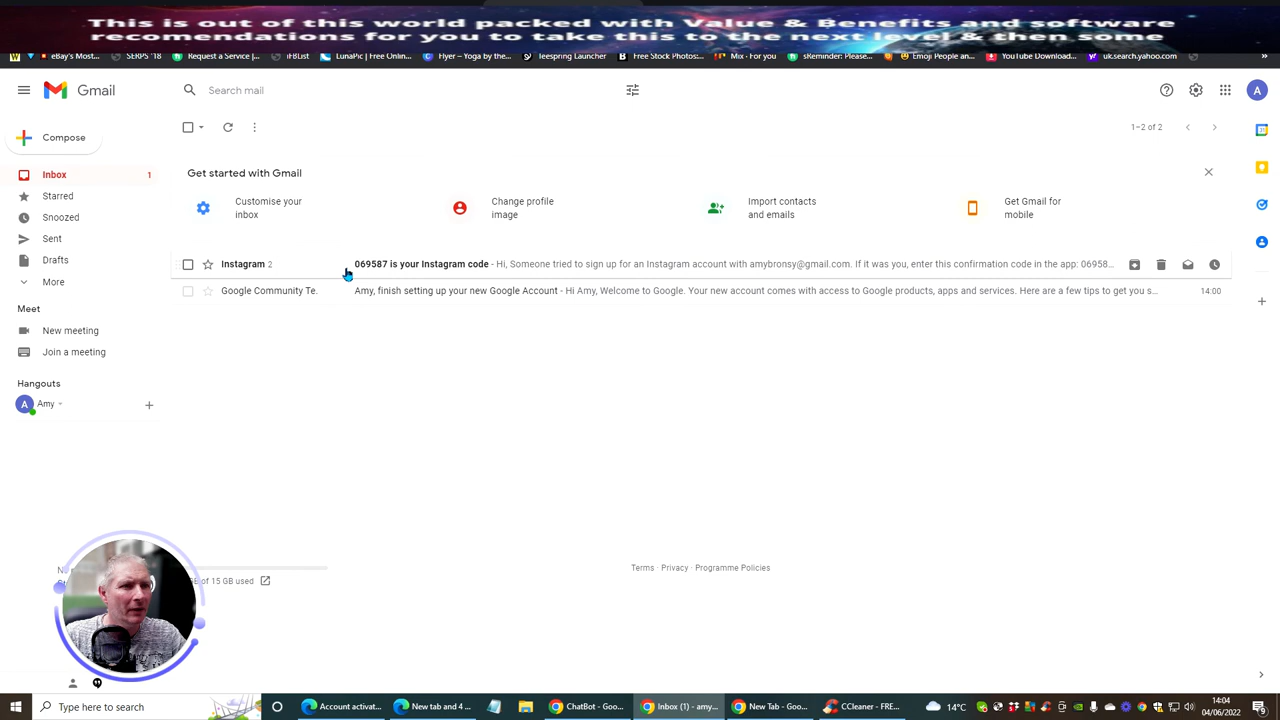 This is out of this world packed with Value & Benefits and software
recomendations for you to take this to the next level & then some
eBay's Most... SERPS '18 Request a Service |... iFBList LunaPic | Free Onlin... Flyer – Yoga by the... Teespring Launcher Free Stock Photos:... Mix · For you sReminder: Please... Emoji People an... YouTube Download... uk.search.yahoo.com »
Gmail Search mail A
Compose 1–2 of 2
Inbox 1 Get started with Gmail
Starred Customise your inbox Change profile image Import contacts and emails Get Gmail for mobile
Snoozed
Sent
Drafts
Instagram 2 069587 is your Instagram code - Hi, Someone tried to sign up for an Instagram account with amybronsy@gmail.com. If it was you, enter this confirmation code in the app: 06958...
More
Google Community Te. Amy, finish setting up your new Google Account - Hi Amy, Welcome to Google. Your new account comes with access to Google products, apps and services. Here are a few tips to get you s... 14:00
Meet
New meeting
Join a meeting
Hangouts
A Amy
Terms · Privacy · Programme Policies
of 15 GB used
Type here to search Account activat... New tab and 4 ... ChatBot - Goo... Inbox (1) - amy... New Tab - Goo... CCleaner - FRE... 14°C 14:04
04/06/2022